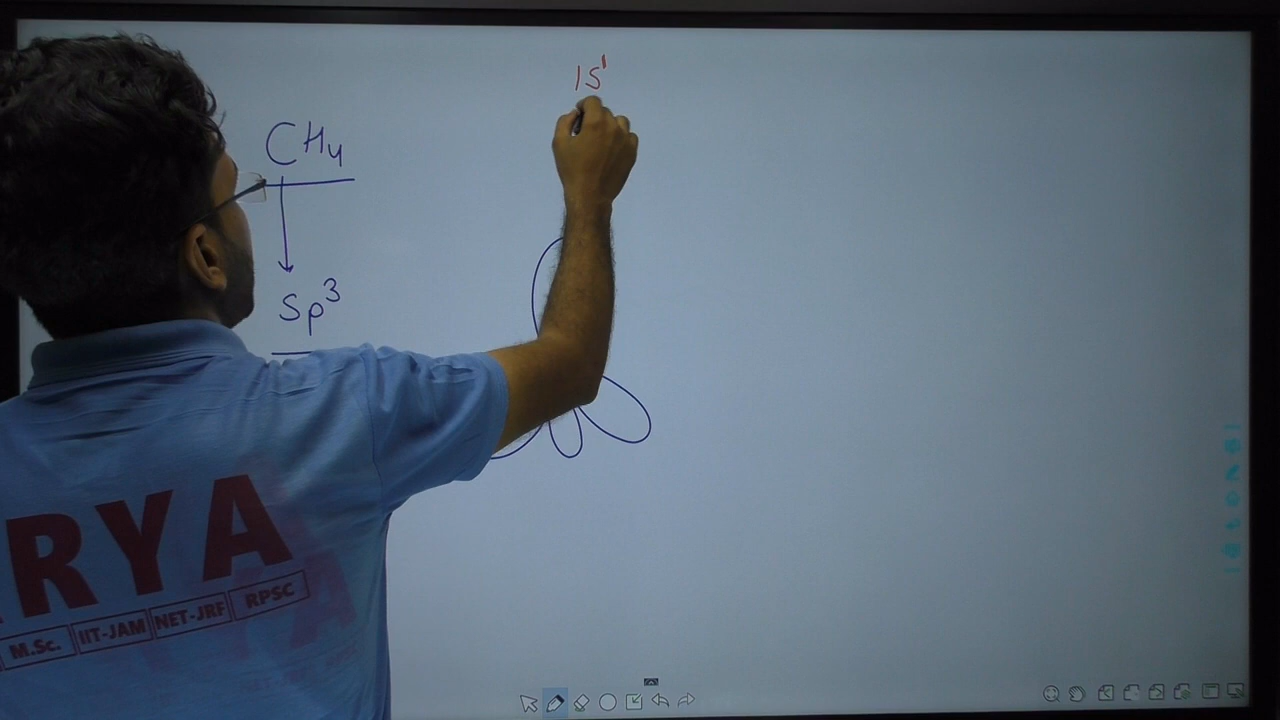 1S¹
CH₄
Sp³
RYA
M.Sc. IIT-JAM NET-JRF RPSC